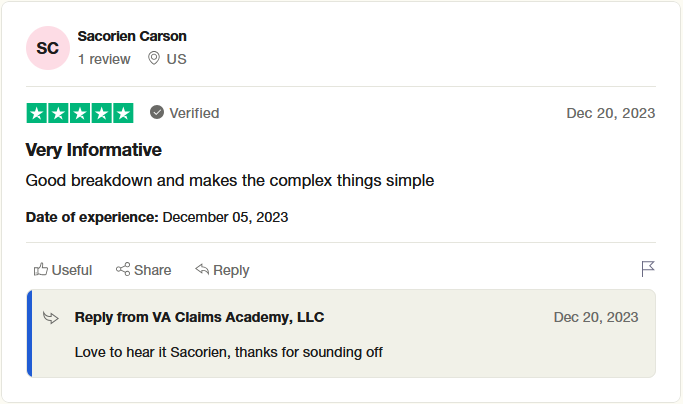 SC
Sacorien Carson
1 review US
Verified Dec 20, 2023
Very Informative
Good breakdown and makes the complex things simple
Date of experience: December 05, 2023
Useful Share Reply
Reply from VA Claims Academy, LLC Dec 20, 2023
Love to hear it Sacorien, thanks for sounding off